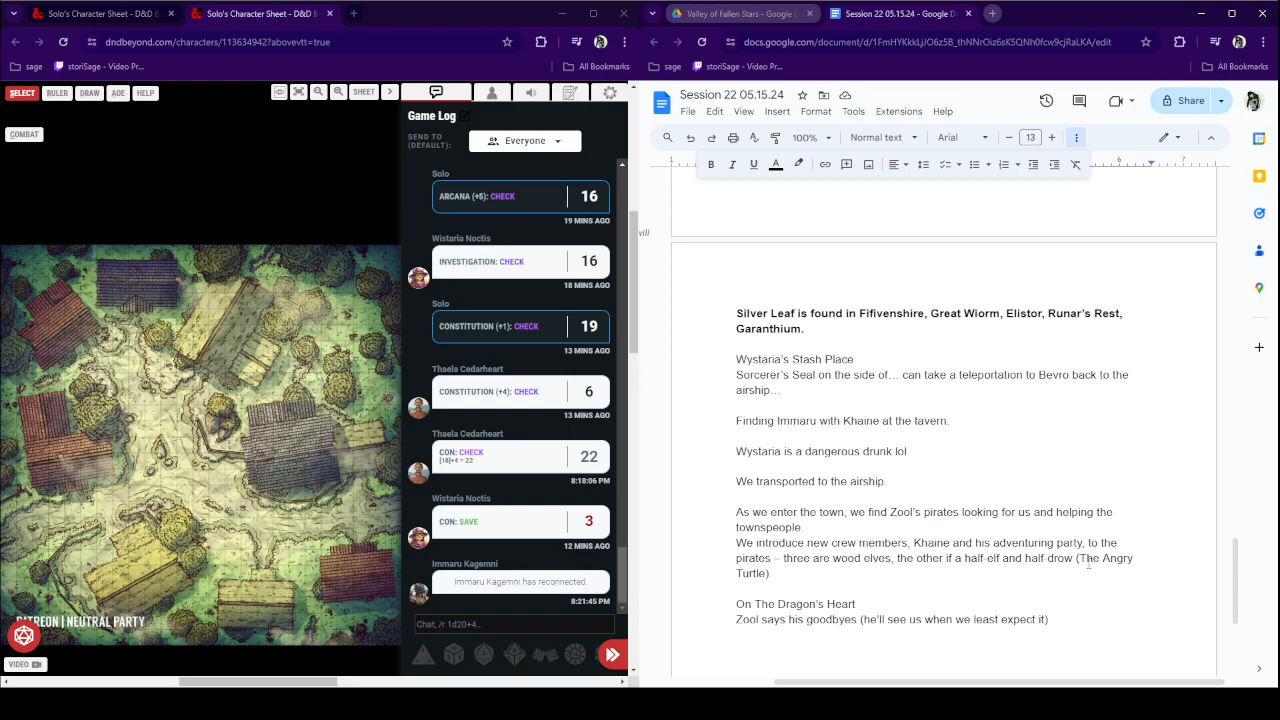 Solo's Character Sheet - D&D B
Solo's Character Sheet - D&D B
dndbeyond.com/characters/113634942?abovevtt=true
sage
storiSage - Video Pr...
All Bookmarks
SELECT
RULER
DRAW
AOE
HELP
SHEET
COMBAT
Game Log
SEND TO
(DEFAULT):
Everyone
Solo
ARCANA (+5): CHECK
16
19 MINS AGO
Wistaria Noctis
INVESTIGATION: CHECK
16
18 MINS AGO
Solo
CONSTITUTION (+1): CHECK
19
13 MINS AGO
Thaela Cedarheart
CONSTITUTION (+4): CHECK
6
13 MINS AGO
Thaela Cedarheart
CON: CHECK
[18]+4 = 22
22
8:18:06 PM
Wistaria Noctis
CON: SAVE
3
12 MINS AGO
Immaru Kagemni
Immaru Kagemni has reconnected.
8:21:45 PM
Chat, /r 1d20+4..
PATREON | NEUTRAL PARTY
VIDEO
Valley of Fallen Stars - Google D
Session 22 05.15.24 - Google D
docs.google.com/document/d/1FmHYKkkLjJO6z5B_thNNrOiz6sK5QNh0fcw9cjRaLKA/edit
sage
storiSage - Video Pr...
All Bookmarks
Session 22 05.15.24
File
Edit
View
Insert
Format
Tools
Extensions
Help
Share
100%
Normal text
Arial
13
1
6
7
Silver Leaf is found in Fifivenshire, Great Wiorm, Elistor, Runar's Rest,
Garanthium.
Wystaria's Stash Place
Sorcerer's Seal on the side of… can take a teleportation to Bevro back to the
airship…
Finding Immaru with Khaine at the tavern.
Wystaria is a dangerous drunk lol
We transported to the airship.
As we enter the town, we find Zool's pirates looking for us and helping the
townspeople.
We introduce new crew members, Khaine and his adventuring party, to the
pirates – three are wood elves, the other if a half-elf and half-drow (The Angry
Turtle)
On The Dragon's Heart
Zool says his goodbyes (he'll see us when we least expect it)